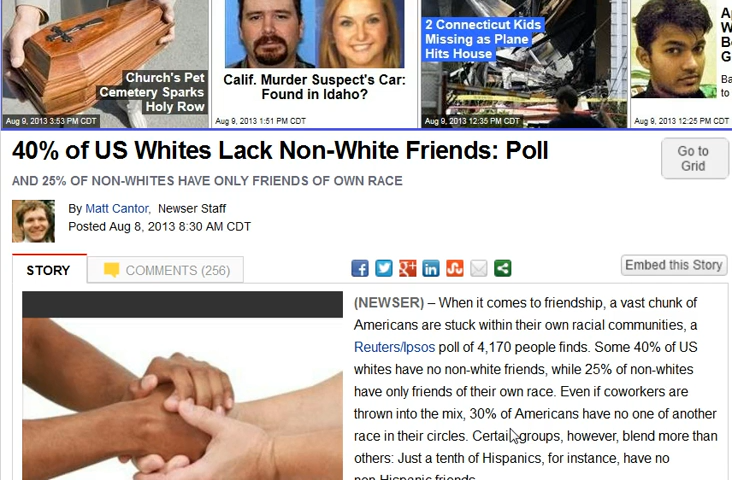 Church's Pet
Cemetery Sparks
Holy Row
Aug 9, 2013 3:53 PM CDT
Calif. Murder Suspect's Car:
Found in Idaho?
Aug 9, 2013 1:51 PM CDT
2 Connecticut Kids
Missing as Plane
Hits House
Aug 9, 2013 12:35 PM CDT
Aug 9, 2013 12:25 PM CDT
40% of US Whites Lack Non-White Friends: Poll
Go to
Grid
AND 25% OF NON-WHITES HAVE ONLY FRIENDS OF OWN RACE
By Matt Cantor, Newser Staff
Posted Aug 8, 2013 8:30 AM CDT
STORY
COMMENTS (256)
Embed this Story
(NEWSER) – When it comes to friendship, a vast chunk of
Americans are stuck within their own racial communities, a
Reuters/Ipsos poll of 4,170 people finds. Some 40% of US
whites have no non-white friends, while 25% of non-whites
have only friends of their own race. Even if coworkers are
thrown into the mix, 30% of Americans have no one of another
race in their circles. Certain groups, however, blend more than
others: Just a tenth of Hispanics, for instance, have no
non-Hispanic friends.